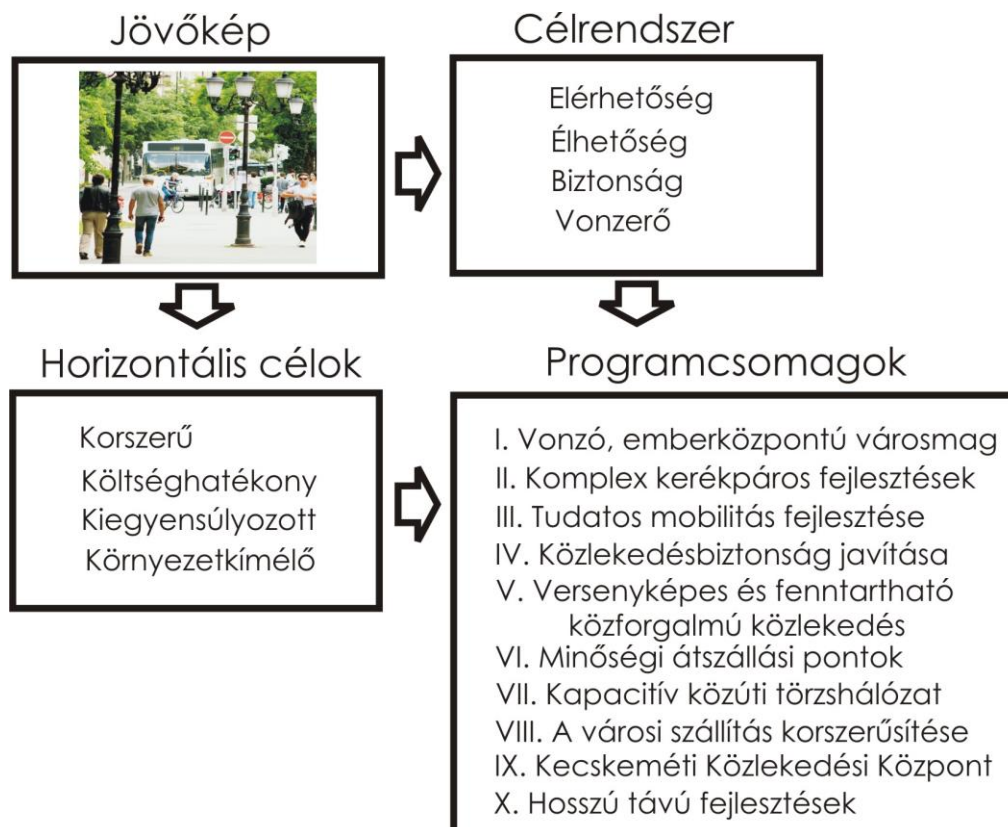 Jövőkép
Célrendszer
Elérhetőség
Élhetőség
Biztonság
Vonzerő
Horizontális célok
Korszerű
Költséghatékony
Kiegyensúlyozott
Környezetkímélő
Programcsomagok
I. Vonzó, emberközpontú városmag
II. Komplex kerékpáros fejlesztések
III. Tudatos mobilitás fejlesztése
IV. Közlekedésbiztonság javítása
V. Versenyképes és fenntartható
közforgalmú közlekedés
VI. Minőségi átszállási pontok
VII. Kapacitív közúti törzshálózat
VIII. A városi szállítás korszerűsítése
IX. Kecskeméti Közlekedési Központ
X. Hosszú távú fejlesztések